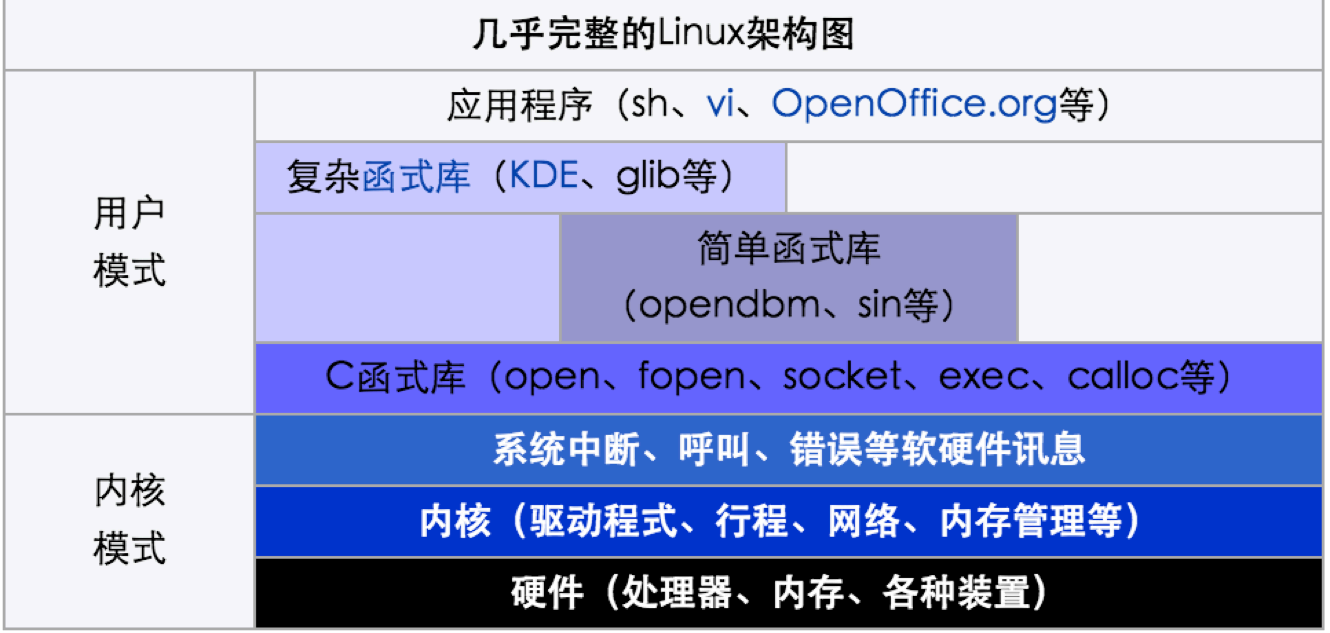 几乎完整的Linux架构图
应用程序（sh、vi、OpenOffice.org等）
复杂函式库（KDE、glib等）
用户
模式
简单函式库
（opendbm、sin等）
C函式库（open、fopen、socket、exec、calloc等）
系统中断、呼叫、错误等软硬件讯息
内核
模式
内核（驱动程式、行程、网络、内存管理等）
硬件（处理器、内存、各种装置）